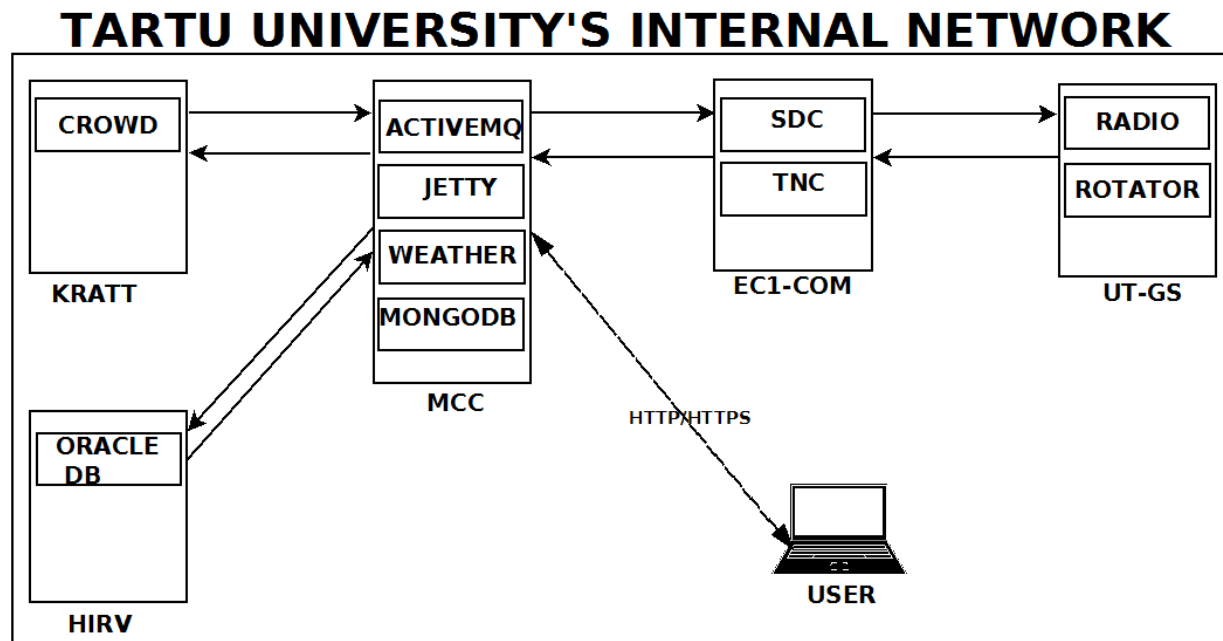 TARTU UNIVERSITY'S INTERNAL NETWORK
CROWD
KRATT
ACTIVEMQ
JETTY
WEATHER
MONGODB
MCC
SDC
TNC
EC1-COM
RADIO
ROTATOR
UT-GS
ORACLE
DB
HIRV
HTTP/HTTPS
USER